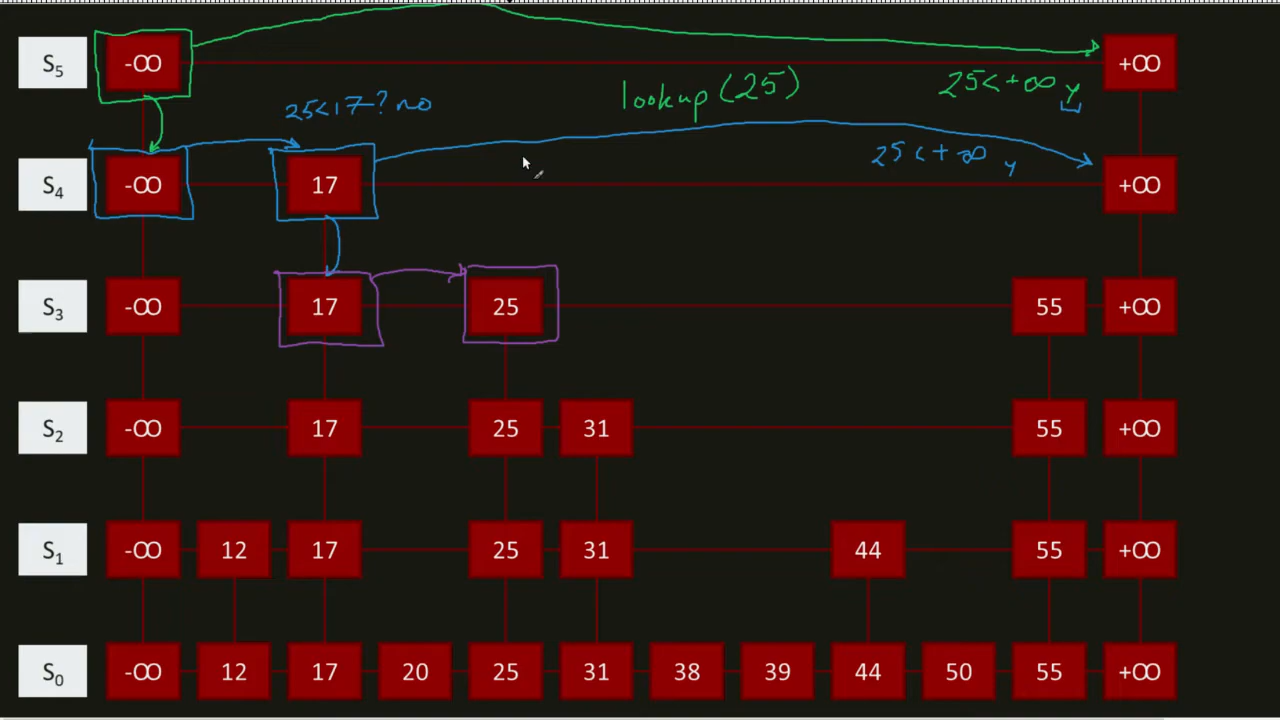 S5 -∞ +∞
lookup (25) 25<+∞ y
25<17? no
25<+∞ y
S4 -∞ 17 +∞
S3 -∞ 17 25 55 +∞
S2 -∞ 17 25 31 55 +∞
S1 -∞ 12 17 25 31 44 55 +∞
S0 -∞ 12 17 20 25 31 38 39 44 50 55 +∞